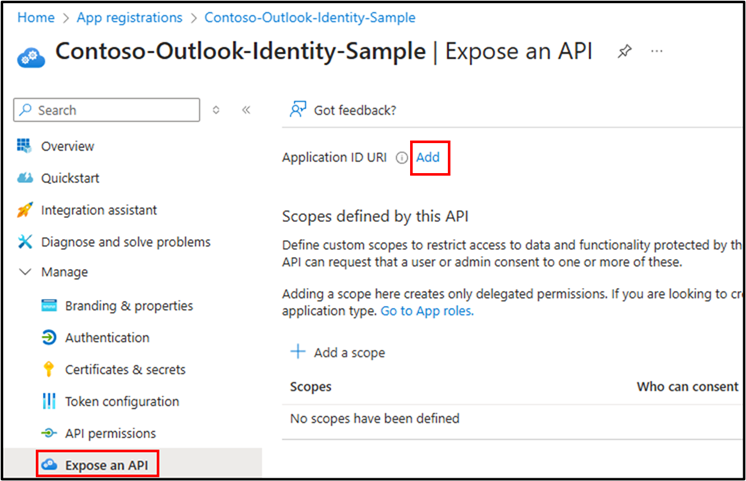 Home > App registrations > Contoso-Outlook-Identity-Sample
Contoso-Outlook-Identity-Sample | Expose an API
Search
Got feedback?
Overview
Quickstart
Integration assistant
Diagnose and solve problems
Manage
Branding & properties
Authentication
Certificates & secrets
Token configuration
API permissions
Expose an API
Application ID URI Add
Scopes defined by this API
Define custom scopes to restrict access to data and functionality protected by th
API can request that a user or admin consent to one or more of these.
Adding a scope here creates only delegated permissions. If you are looking to cr
application type. Go to App roles.
Add a scope
Scopes Who can consent
No scopes have been defined